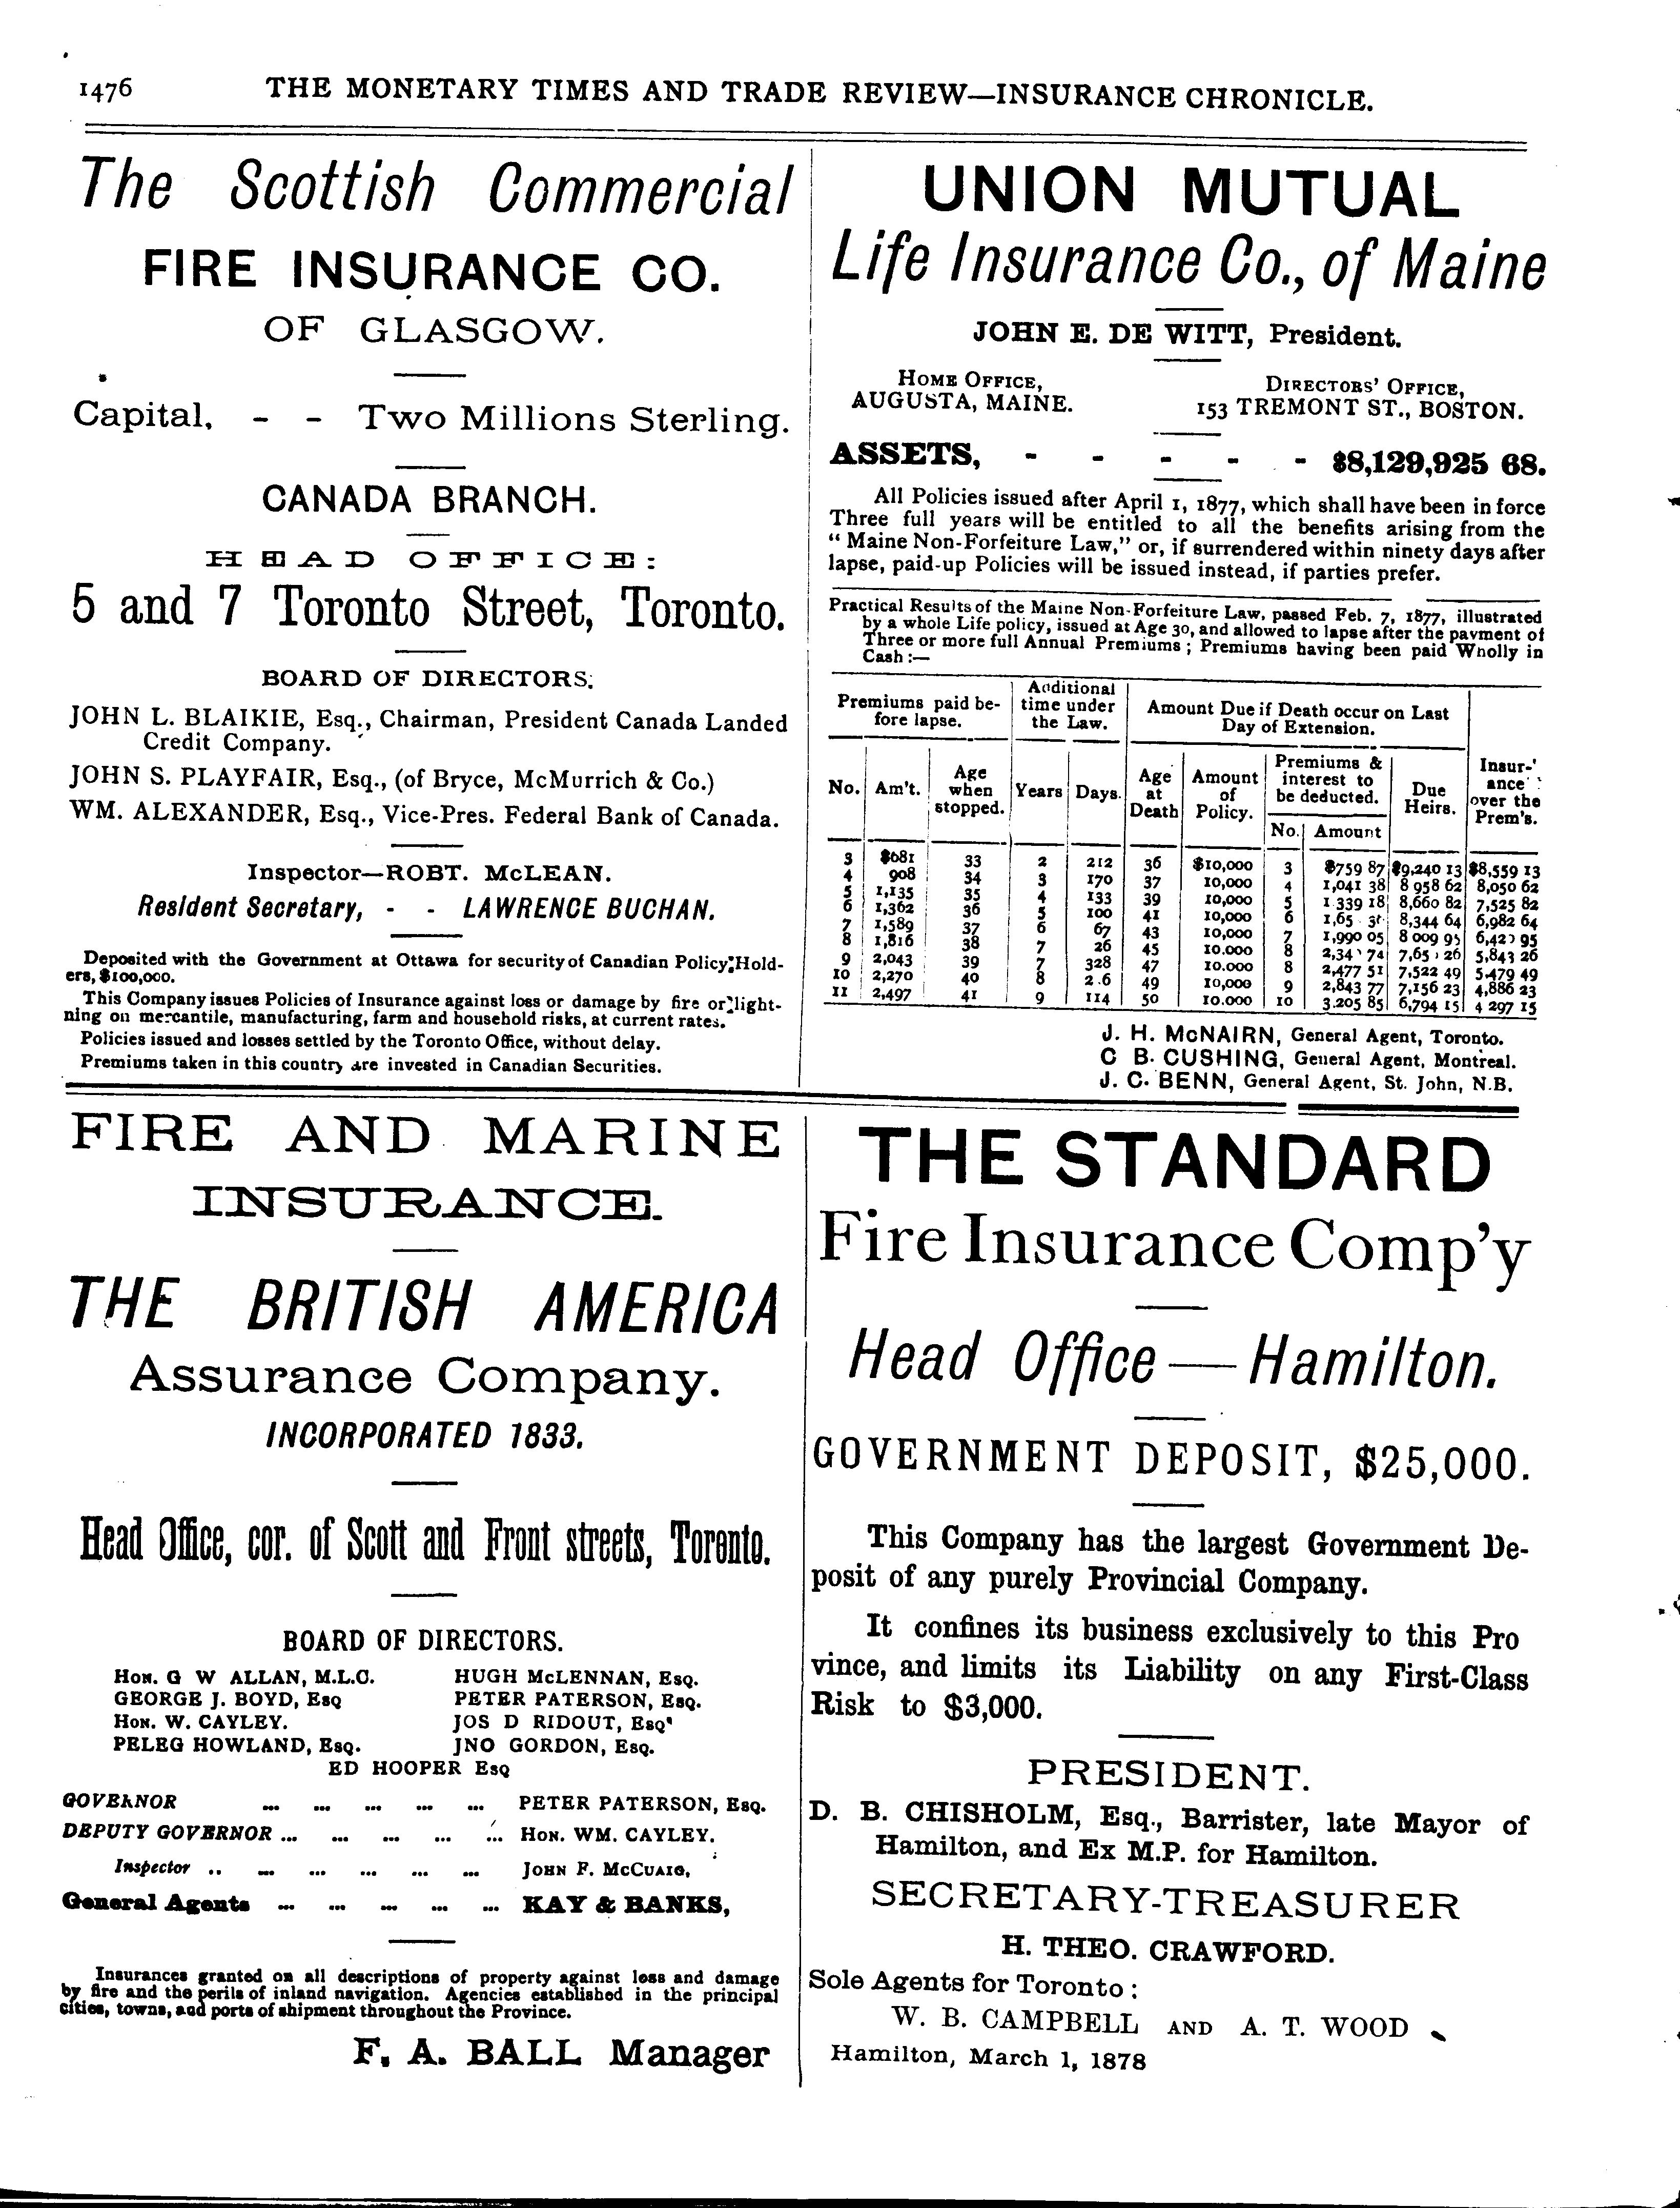 1476 THE MONETARY TIMES AND TRADE REVIEW—INSURANCE CHRONICLE.
The Scottish Commercial
FIRE INSURANCE CO.
OF GLASGOW.
Capital, - - Two Millions Sterling.
CANADA BRANCH.
HEAD OFFICE:
5 and 7 Toronto Street, Toronto.
BOARD OF DIRECTORS.
JOHN L. BLAIKIE, Esq., Chairman, President Canada Landed
Credit Company.
JOHN S. PLAYFAIR, Esq., (of Bryce, McMurrich & Co.)
WM. ALEXANDER, Esq., Vice-Pres. Federal Bank of Canada.
Inspector—ROBT. McLEAN.
Resident Secretary, - - LAWRENCE BUCHAN.
Deposited with the Government at Ottawa for security of Canadian Policy Hold-
ers, $100,000.
This Company issues Policies of Insurance against loss or damage by fire or light-
ning on mercantile, manufacturing, farm and household risks, at current rates.
Policies issued and losses settled by the Toronto Office, without delay.
Premiums taken in this country are invested in Canadian Securities.
UNION MUTUAL
Life Insurance Co., of Maine
JOHN E. DE WITT, President.
HOME OFFICE, DIRECTORS' OFFICE,
AUGUSTA, MAINE. 153 TREMONT ST., BOSTON.
ASSETS, - - - - - $8,129,925 68.
All Policies issued after April 1, 1877, which shall have been in force
Three full years will be entitled to all the benefits arising from the
“ Maine Non-Forfeiture Law,” or, if surrendered within ninety days after
lapse, paid-up Policies will be issued instead, if parties prefer.
Practical Results of the Maine Non-Forfeiture Law, passed Feb. 7, 1877, illustrated
by a whole Life policy, issued at Age 30, and allowed to lapse after the payment of
Three or more full Annual Premiums ; Premiums having been paid Wholly in
Cash :—
Premiums paid be-
fore lapse.
Additional
time under
the Law.
Amount Due if Death occur on Last
Day of Extension.
No. Am't.
Age
when
stopped.
Years Days.
Age
at
Death
Amount
of
Policy.
Premiums &
interest to
be deducted.
No. Amount
Due
Heirs.
Insur-
ance
over the
Prem's.
3 $681 33 2 212 36 $10,000 3 $759 87 $9,240 13 $8,559 13
4 908 34 3 170 37 10,000 4 1,041 38 8 958 62 8,050 62
5 1,135 35 4 133 39 10,000 5 1 339 18 8,660 82 7,525 82
6 1,362 36 5 100 41 10,000 6 8,344 64 6,982 64
7 1,589 37 6 67 43 10,000 7 1,990 05 8 009 95 95
8 1,816 38 7 26 45 10.000 8 74 26 5,843 26
9 2,043 39 7 328 47 10.000 8 2,477 51 7,522 49 5,479 49
10 2,270 40 8 49 10,000 9 2,843 77 7,156 23 4,886 23
11 2,497 41 9 114 50 10.000 10 3.205 85 6,794 15 4 297 15
J. H. McNAIRN, General Agent, Toronto.
C B. CUSHING, General Agent, Montreal.
J. C. BENN, General Agent, St. John, N.B.
FIRE AND MARINE
INSURANCE.
THE BRITISH AMERICA
Assurance Company.
INCORPORATED 1833.
Head Office, cor. of Scott and Front streets, Toronto.
BOARD OF DIRECTORS.
HON. G W ALLAN, M.L.C. HUGH McLENNAN, ESQ.
GEORGE J. BOYD, ESQ PETER PATERSON, ESQ.
HON. W. CAYLEY. JOS D RIDOUT, ESQ
PELEG HOWLAND, ESQ. JNO GORDON, ESQ.
ED HOOPER ESQ
GOVERNOR ... ... ... ... ... PETER PATERSON, ESQ.
DEPUTY GOVERNOR ... ... ... ... ... HON. WM. CAYLEY.
Inspector .. ... ... ... ... ... JOHN F. McCUAIG,
General Agents ... ... ... ... ... KAY & BANKS,
Insurances granted on all descriptions of property against loss and damage
by fire and the perils of inland navigation. Agencies established in the principal
cities, towns, and ports of shipment throughout the Province.
F. A. BALL Manager
THE STANDARD
Fire Insurance Comp'y
Head Office — Hamilton.
GOVERNMENT DEPOSIT, $25,000.
This Company has the largest Government De-
posit of any purely Provincial Company.
It confines its business exclusively to this Pro
vince, and limits its Liability on any First-Class
Risk to $3,000.
PRESIDENT.
D. B. CHISHOLM, Esq., Barrister, late Mayor of
Hamilton, and Ex M.P. for Hamilton.
SECRETARY-TREASURER
H. THEO. CRAWFORD.
Sole Agents for Toronto :
W. B. CAMPBELL AND A. T. WOOD
Hamilton, March 1, 1878